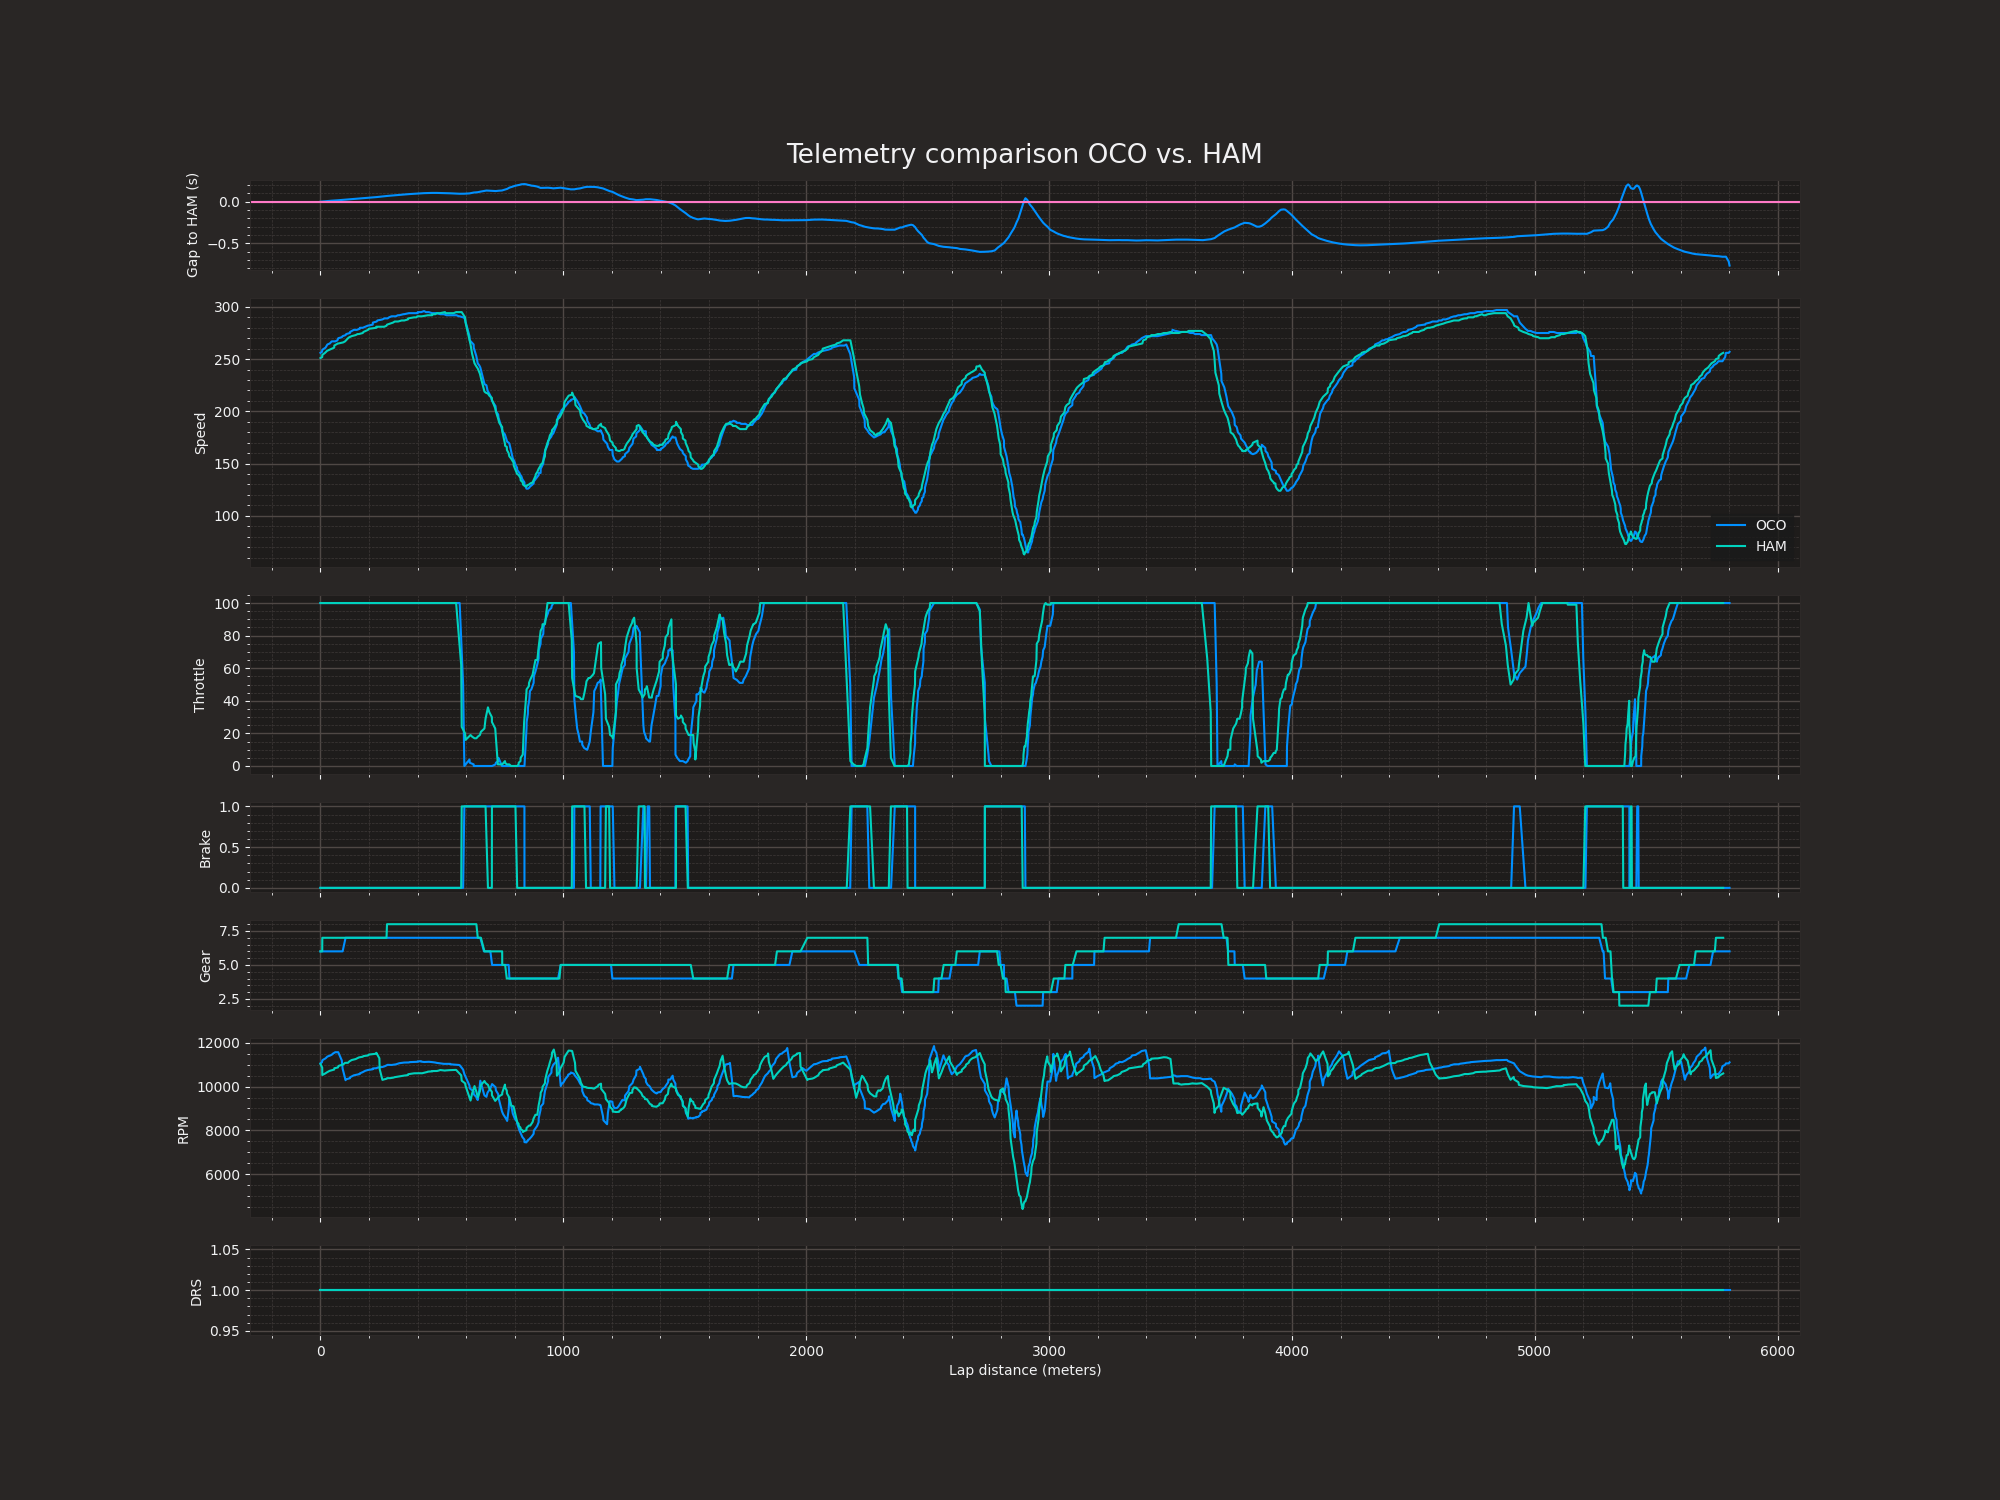 Telemetry comparison OCO vs. HAM
Gap to HAM (s)
0.0
−0.5
Speed
300
250
200
150
100
OCO
HAM
Throttle
100
80
60
40
20
0
Brake
1.0
0.5
0.0
Gear
7.5
5.0
2.5
RPM
12000
10000
8000
6000
DRS
1.05
1.00
0.95
0 1000 2000 3000 4000 5000 6000
Lap distance (meters)